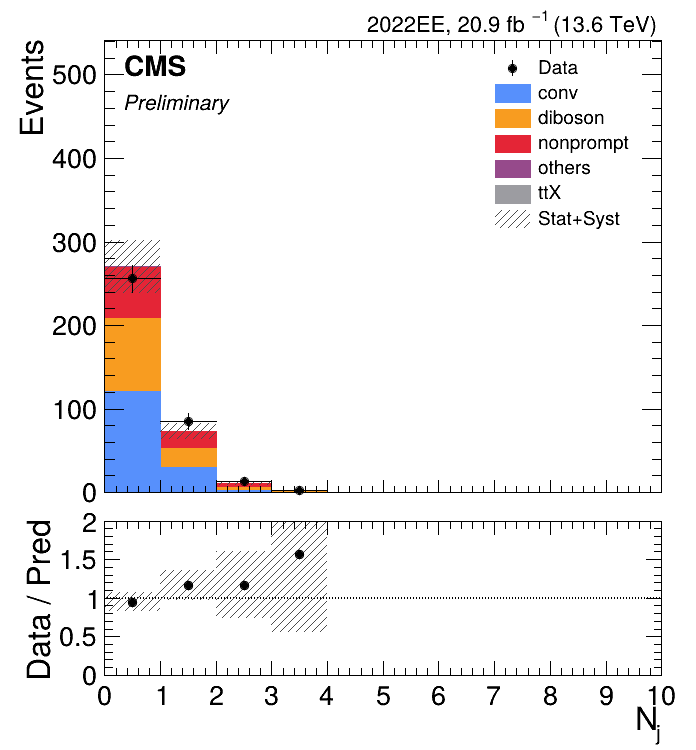 2022EE, 20.9 fb⁻¹ (13.6 TeV)
Events
500
400
300
200
100
0
CMS
Preliminary
Data
conv
diboson
nonprompt
others
ttX
Stat+Syst
Data / Pred
2
1.5
1
0.5
0
0 1 2 3 4 5 6 7 8 9 10
Nj